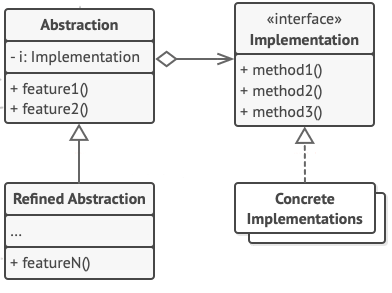 Abstraction
- i: Implementation
+ feature1()
+ feature2()
«interface»
Implementation
+ method1()
+ method2()
+ method3()
Refined Abstraction
...
+ featureN()
Concrete
Implementations